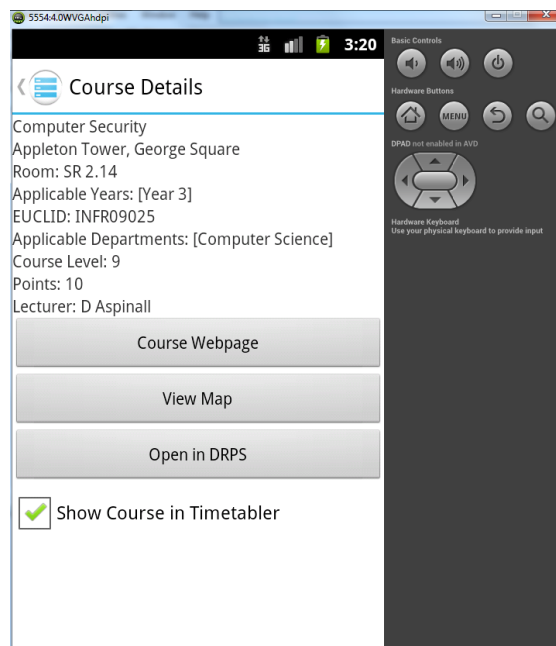 5554:4.0WVGAhdpi
3G
3:20
Course Details
Computer Security
Appleton Tower, George Square
Room: SR 2.14
Applicable Years: [Year 3]
EUCLID: INFR09025
Applicable Departments: [Computer Science]
Course Level: 9
Points: 10
Lecturer: D Aspinall
Course Webpage
View Map
Open in DRPS
Show Course in Timetabler
Basic Controls
Hardware Buttons
MENU
DPAD not enabled in AVD
Hardware Keyboard
Use your physical keyboard to provide input